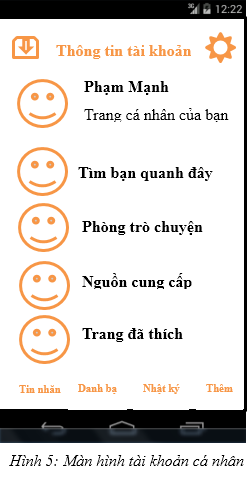 12:22
Thông tin tài khoản
Phạm Mạnh
Trang cá nhân của bạn
Tìm bạn quanh đây
Phòng trò chuyện
Nguồn cung cấp
Trang đã thích
Tin nhắn Danh bạ Nhật ký Thêm
Hình 5: Màn hình tài khoản cá nhân